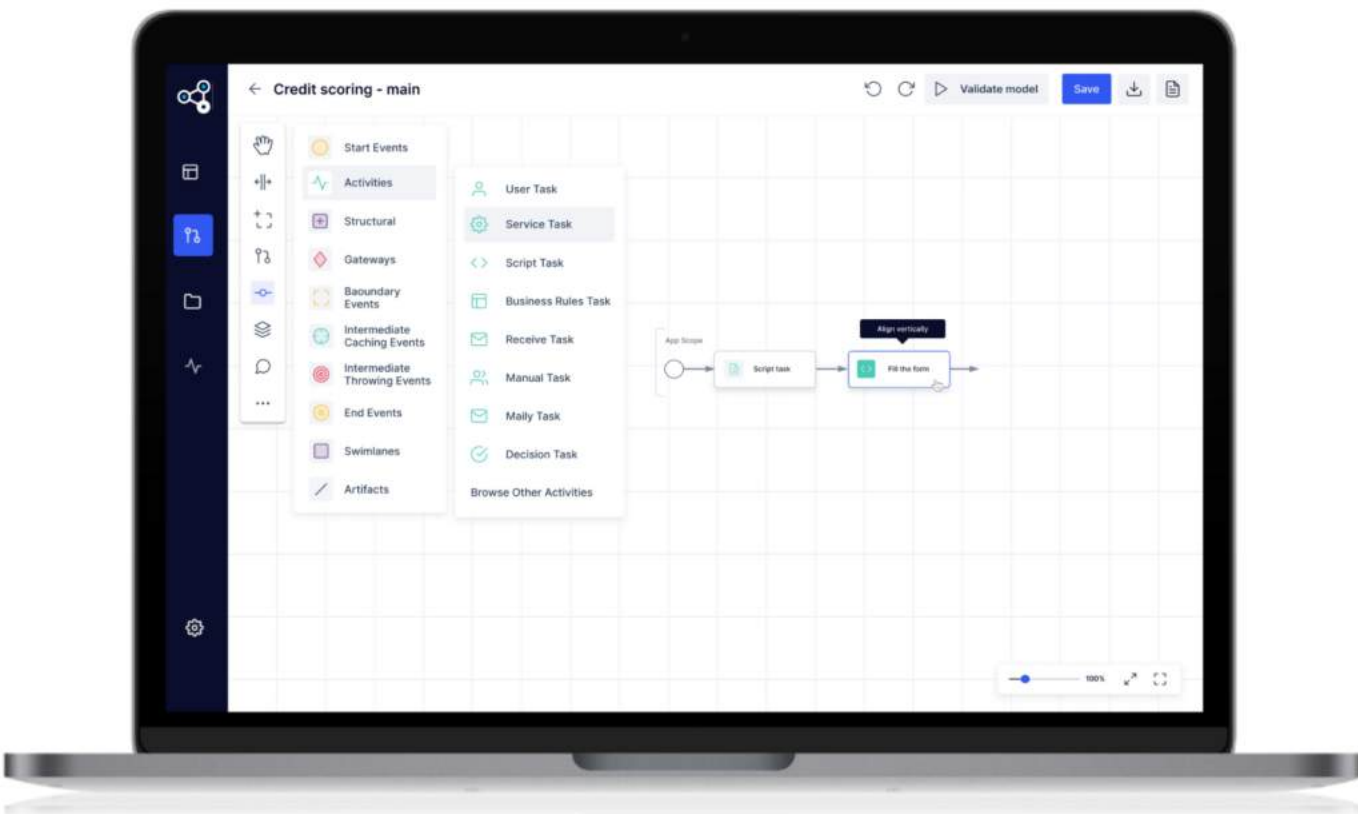 Credit scoring - main
Validate model
Save
Start Events
Activities
Structural
Gateways
Baoundary
Events
Intermediate
Caching Events
Intermediate
Throwing Events
End Events
Swimlanes
Artifacts
User Task
Service Task
Script Task
Business Rules Task
Receive Task
Manual Task
Maily Task
Decision Task
Browse Other Activities
App Scope
Script task
Align vertically
Fill the form
100%